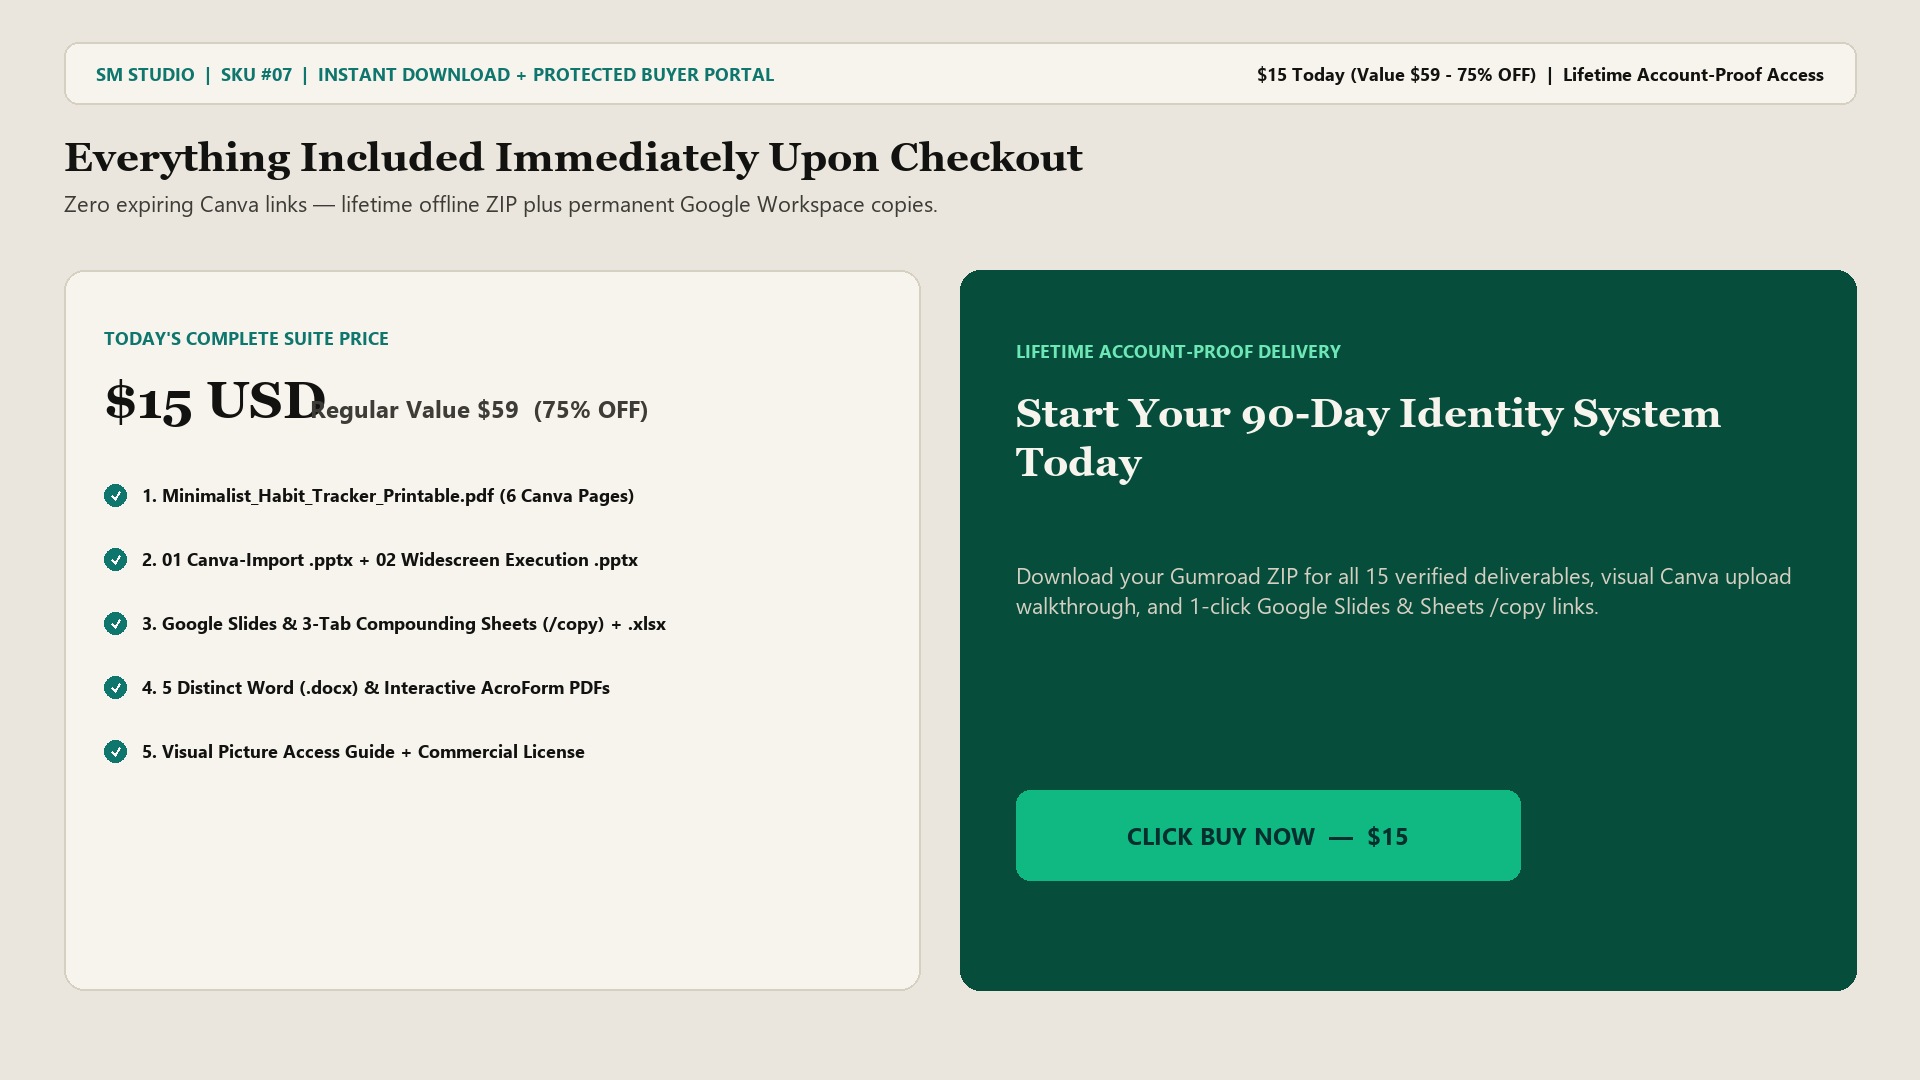 SM STUDIO | SKU #07 | INSTANT DOWNLOAD + PROTECTED BUYER PORTAL
$15 Today (Value $59 - 75% OFF) | Lifetime Account-Proof Access
Everything Included Immediately Upon Checkout
Zero expiring Canva links — lifetime offline ZIP plus permanent Google Workspace copies.
TODAY'S COMPLETE SUITE PRICE
$15 USD Regular Value $59 (75% OFF)
1. Minimalist_Habit_Tracker_Printable.pdf (6 Canva Pages)
2. 01 Canva-Import .pptx + 02 Widescreen Execution .pptx
3. Google Slides & 3-Tab Compounding Sheets (/copy) + .xlsx
4. 5 Distinct Word (.docx) & Interactive AcroForm PDFs
5. Visual Picture Access Guide + Commercial License
LIFETIME ACCOUNT-PROOF DELIVERY
Start Your 90-Day Identity System
Today
Download your Gumroad ZIP for all 15 verified deliverables, visual Canva upload
walkthrough, and 1-click Google Slides & Sheets /copy links.
CLICK BUY NOW — $15